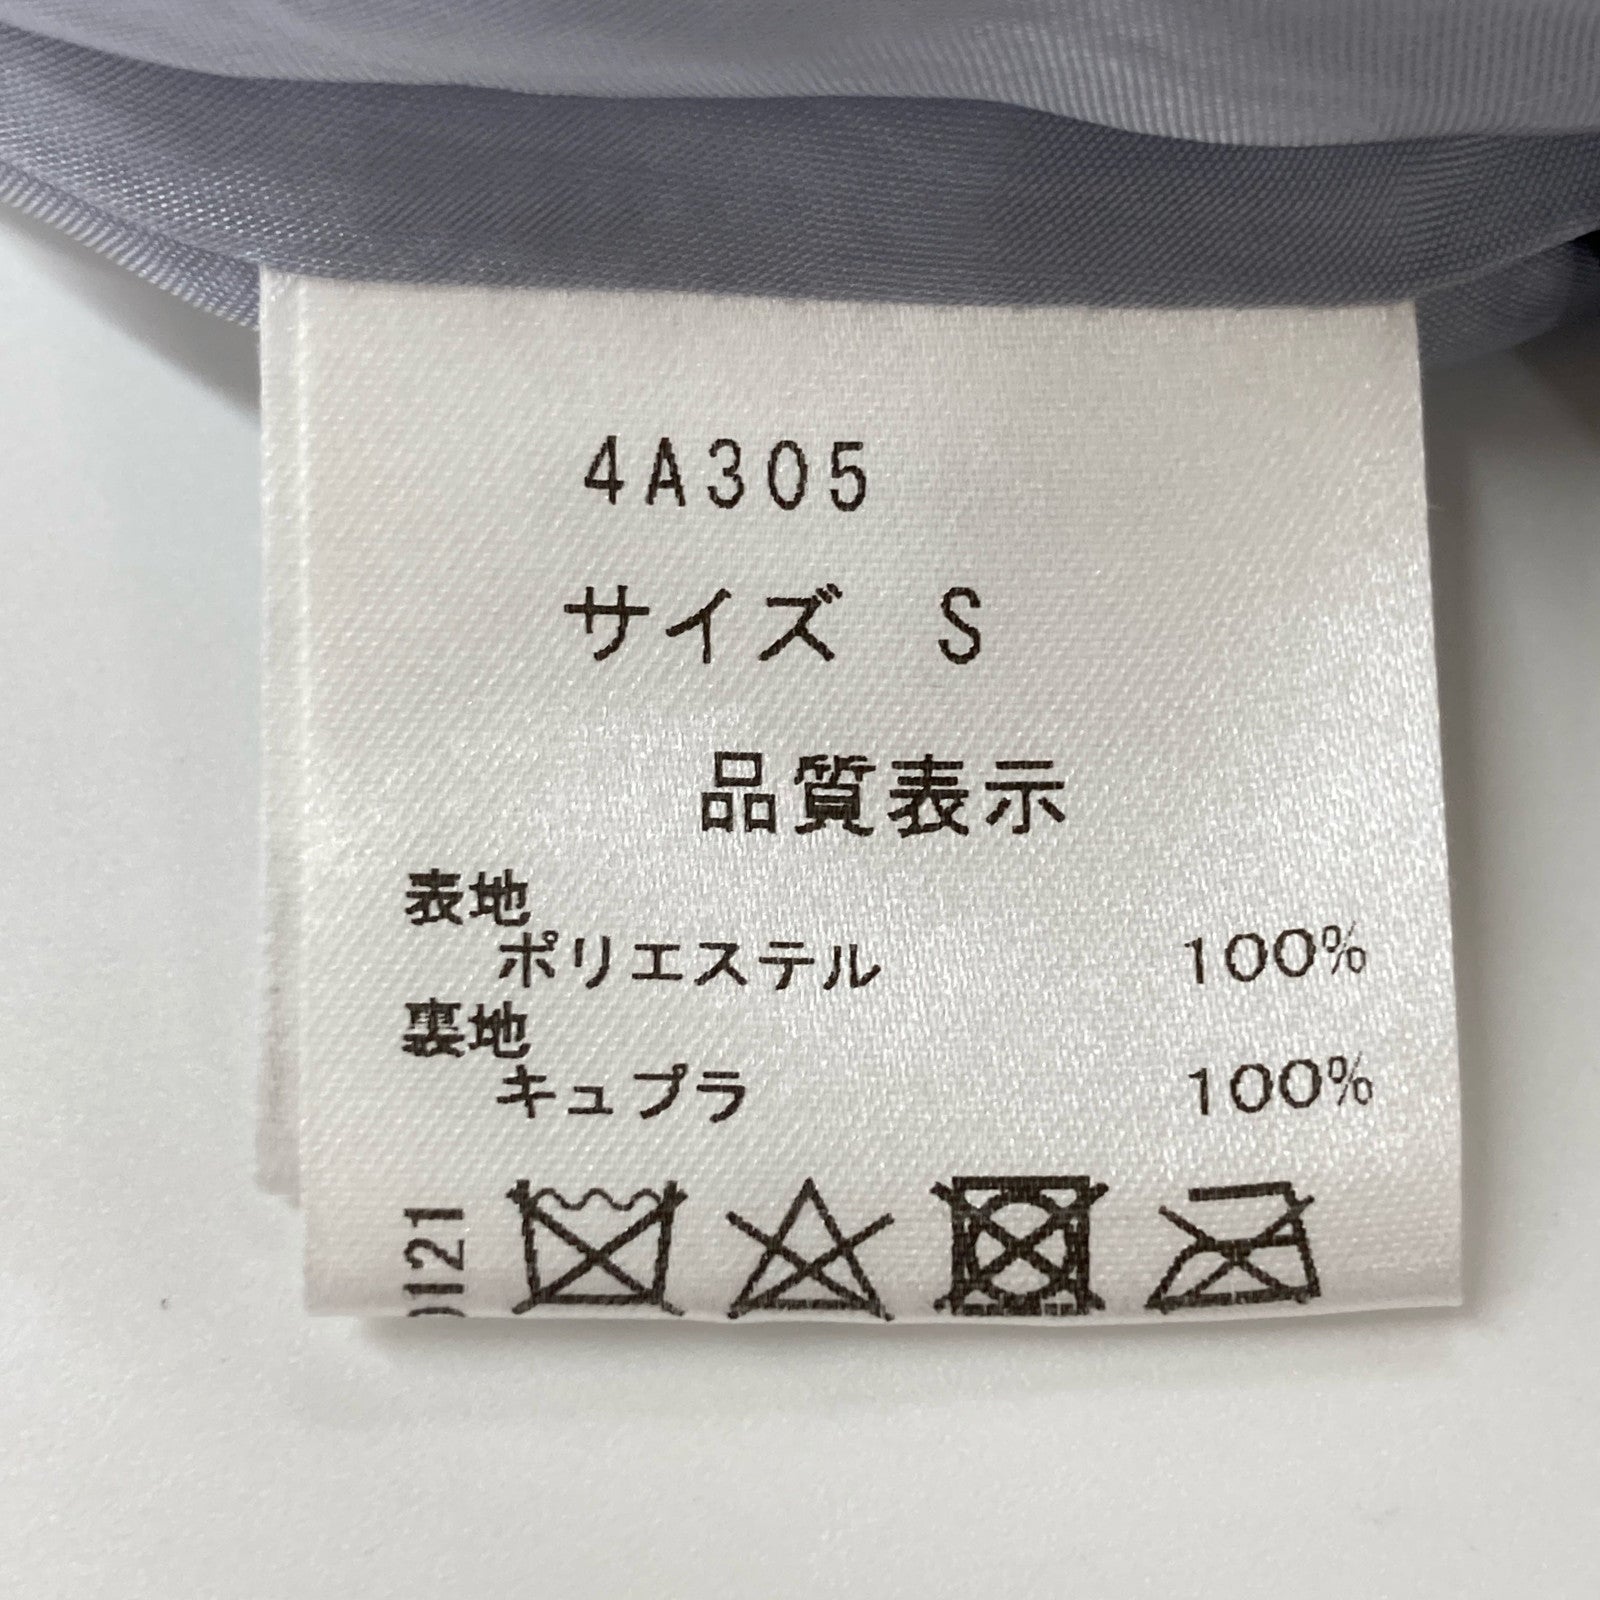 4A305
サイズ S
品質表示
表地
ポリエステル 100%
裏地
キュプラ 100%